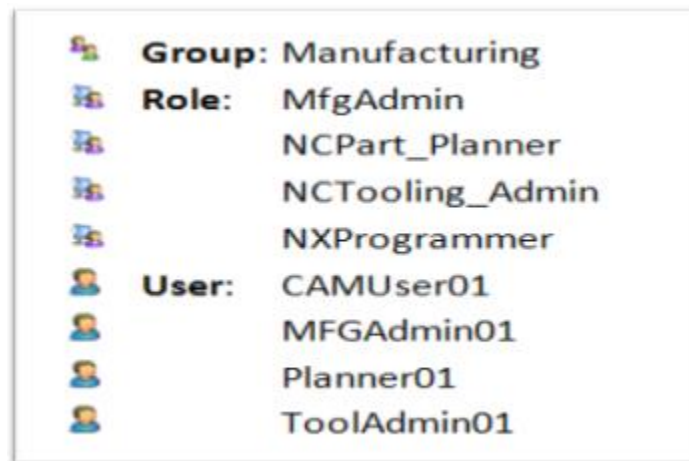 Group: Manufacturing
Role: MfgAdmin
NCPart_Planner
NCTooling_Admin
NXProgrammer
User: CAMUser01
MFGAdmin01
Planner01
ToolAdmin01